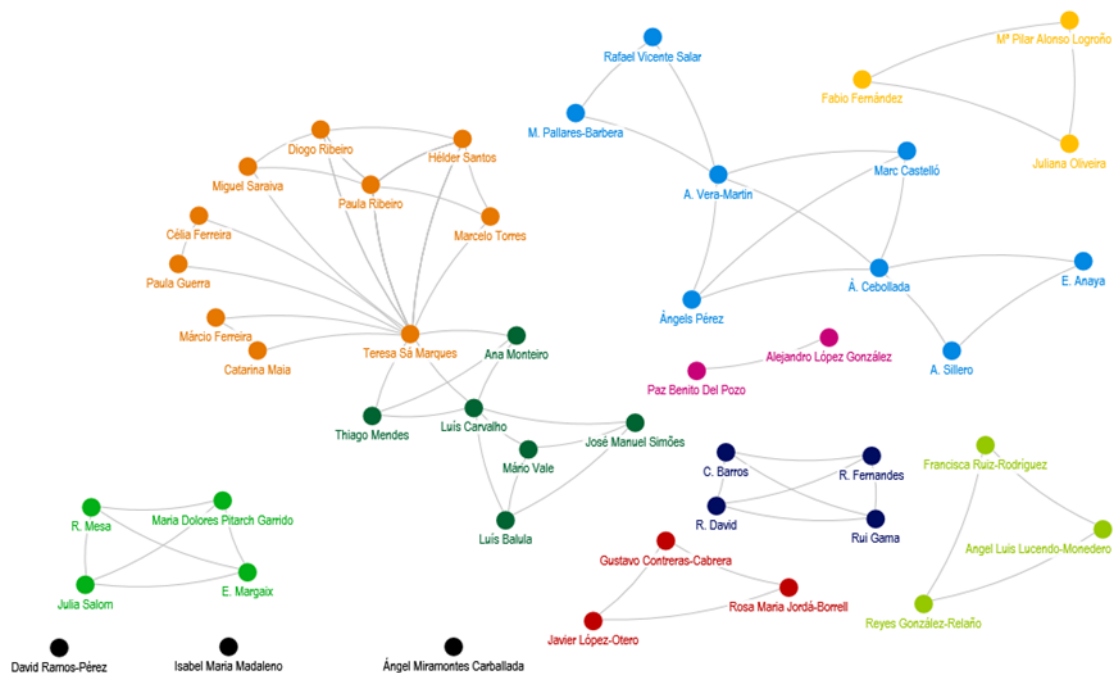 Mª Pilar Alonso Logroño
Rafael Vicente Salar
Fabio Fernández
M. Pallares-Barbera
Diogo Ribeiro
Hélder Santos
Juliana Oliveira
Marc Castelló
Miguel Saraiva
A. Vera-Martin
Paula Ribeiro
Célia Ferreira
Marcelo Torres
Paula Guerra
E. Anaya
À. Cebollada
Àngels Pérez
Márcio Ferreira
Teresa Sá Marques
Ana Monteiro
Alejandro López González
Catarina Maia
A. Sillero
Paz Benito Del Pozo
Thiago Mendes
Luís Carvalho
José Manuel Simões
Mário Vale
C. Barros
R. Fernandes
Francisca Ruiz-Rodríguez
R. Mesa
Maria Dolores Pitarch Garrido
R. David
Rui Gama
Luís Balula
Angel Luis Lucendo-Monedero
Gustavo Contreras-Cabrera
E. Margaix
Julia Salom
Rosa Maria Jordá-Borrell
Reyes González-Relaño
Javier López-Otero
David Ramos-Pérez
Isabel Maria Madaleno
Ángel Miramontes Carballada